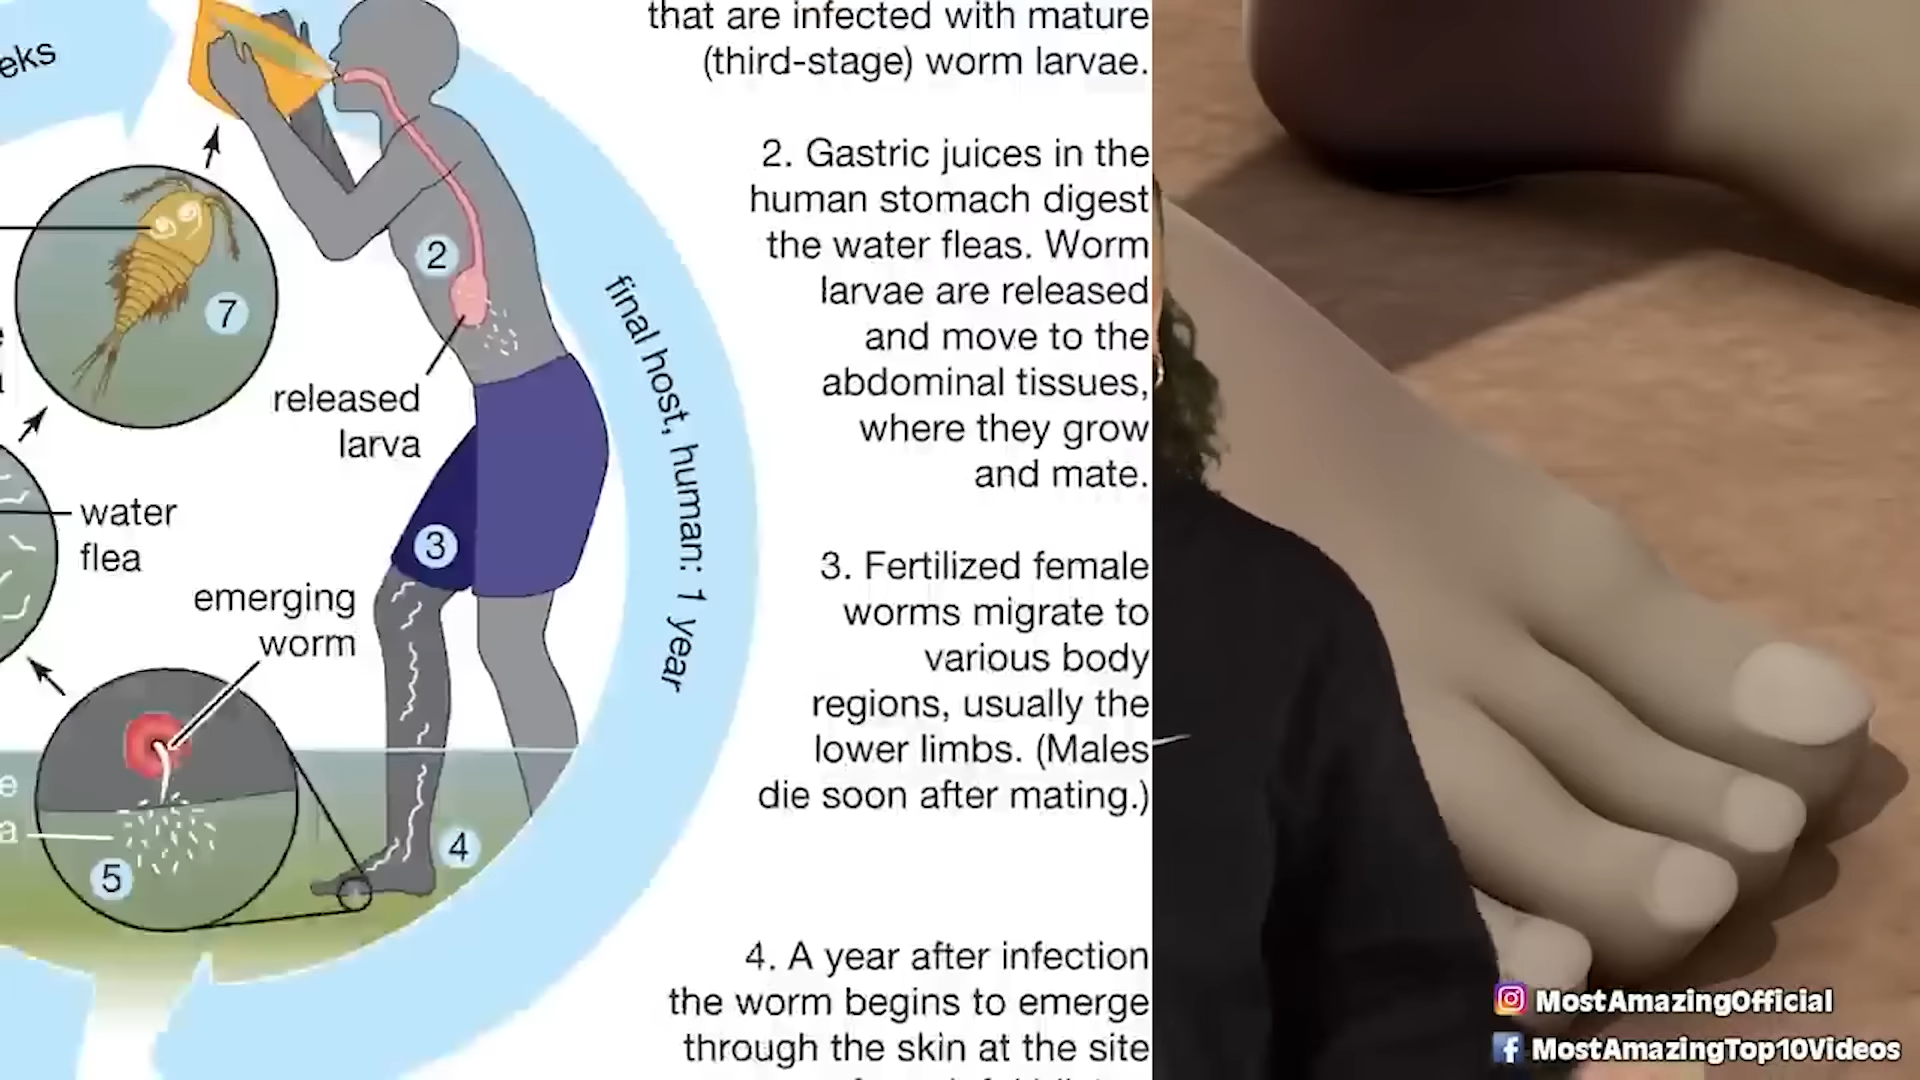 eks
that are infected with mature
(third-stage) worm larvae.
2. Gastric juices in the
human stomach digest
the water fleas. Worm
larvae are released
and move to the
abdominal tissues,
where they grow
and mate.
2
7
released
larva
final host, human: 1 year
water
flea
3
3. Fertilized female
worms migrate to
various body
regions, usually the
lower limbs. (Males
die soon after mating.)
emerging
worm
4
5
4. A year after infection
the worm begins to emerge
through the skin at the site
MostAmazingOfficial
MostAmazingTop10Videos